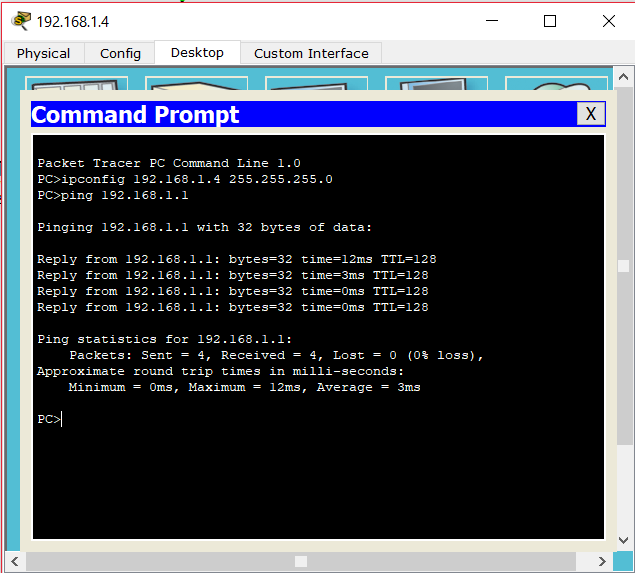 192.168.1.4
Physical Config Desktop Custom Interface
Command Prompt X
Packet Tracer PC Command Line 1.0
PC>ipconfig 192.168.1.4 255.255.255.0
PC>ping 192.168.1.1
Pinging 192.168.1.1 with 32 bytes of data:
Reply from 192.168.1.1: bytes=32 time=12ms TTL=128
Reply from 192.168.1.1: bytes=32 time=3ms TTL=128
Reply from 192.168.1.1: bytes=32 time=0ms TTL=128
Reply from 192.168.1.1: bytes=32 time=0ms TTL=128
Ping statistics for 192.168.1.1:
Packets: Sent = 4, Received = 4, Lost = 0 (0% loss),
Approximate round trip times in milli-seconds:
Minimum = 0ms, Maximum = 12ms, Average = 3ms
PC>